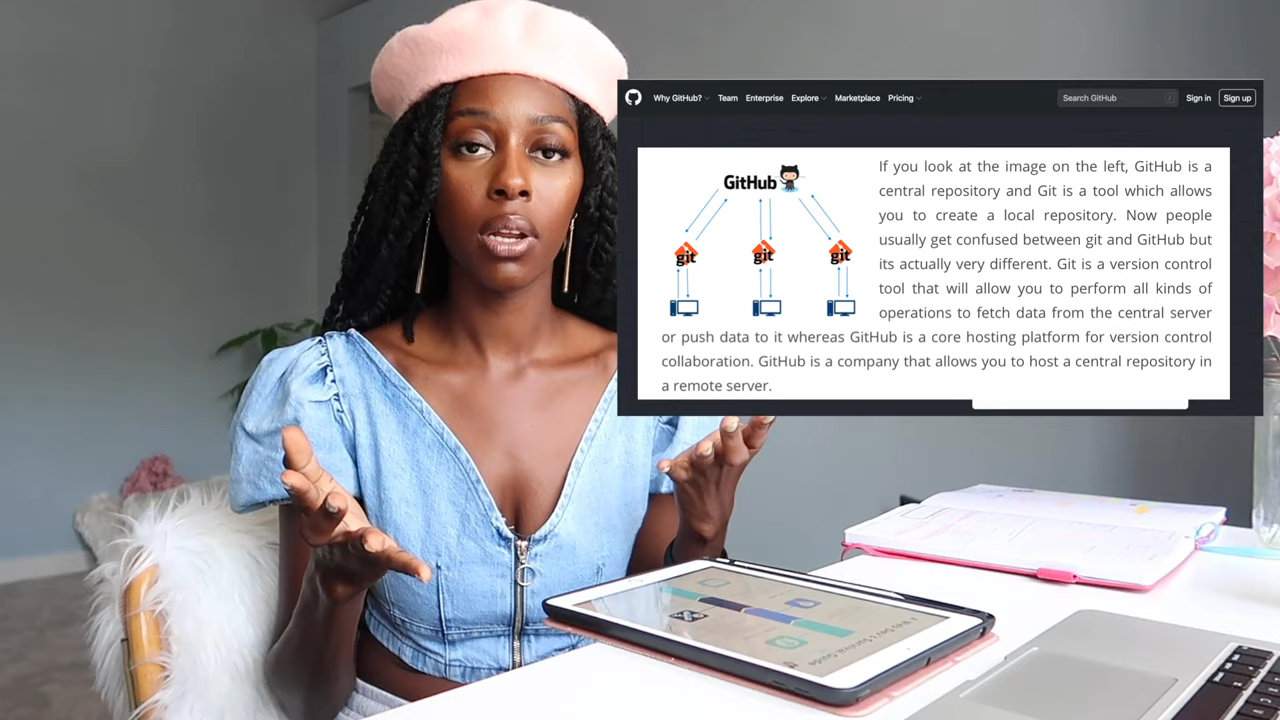 Why GitHub? Team Enterprise Explore Marketplace Pricing Search GitHub / Sign in Sign up
GitHub
git git git
If you look at the image on the left, GitHub is a
central repository and Git is a tool which allows
you to create a local repository. Now people
usually get confused between git and GitHub but
its actually very different. Git is a version control
tool that will allow you to perform all kinds of
operations to fetch data from the central server
or push data to it whereas GitHub is a core hosting platform for version control
collaboration. GitHub is a company that allows you to host a central repository in
a remote server.